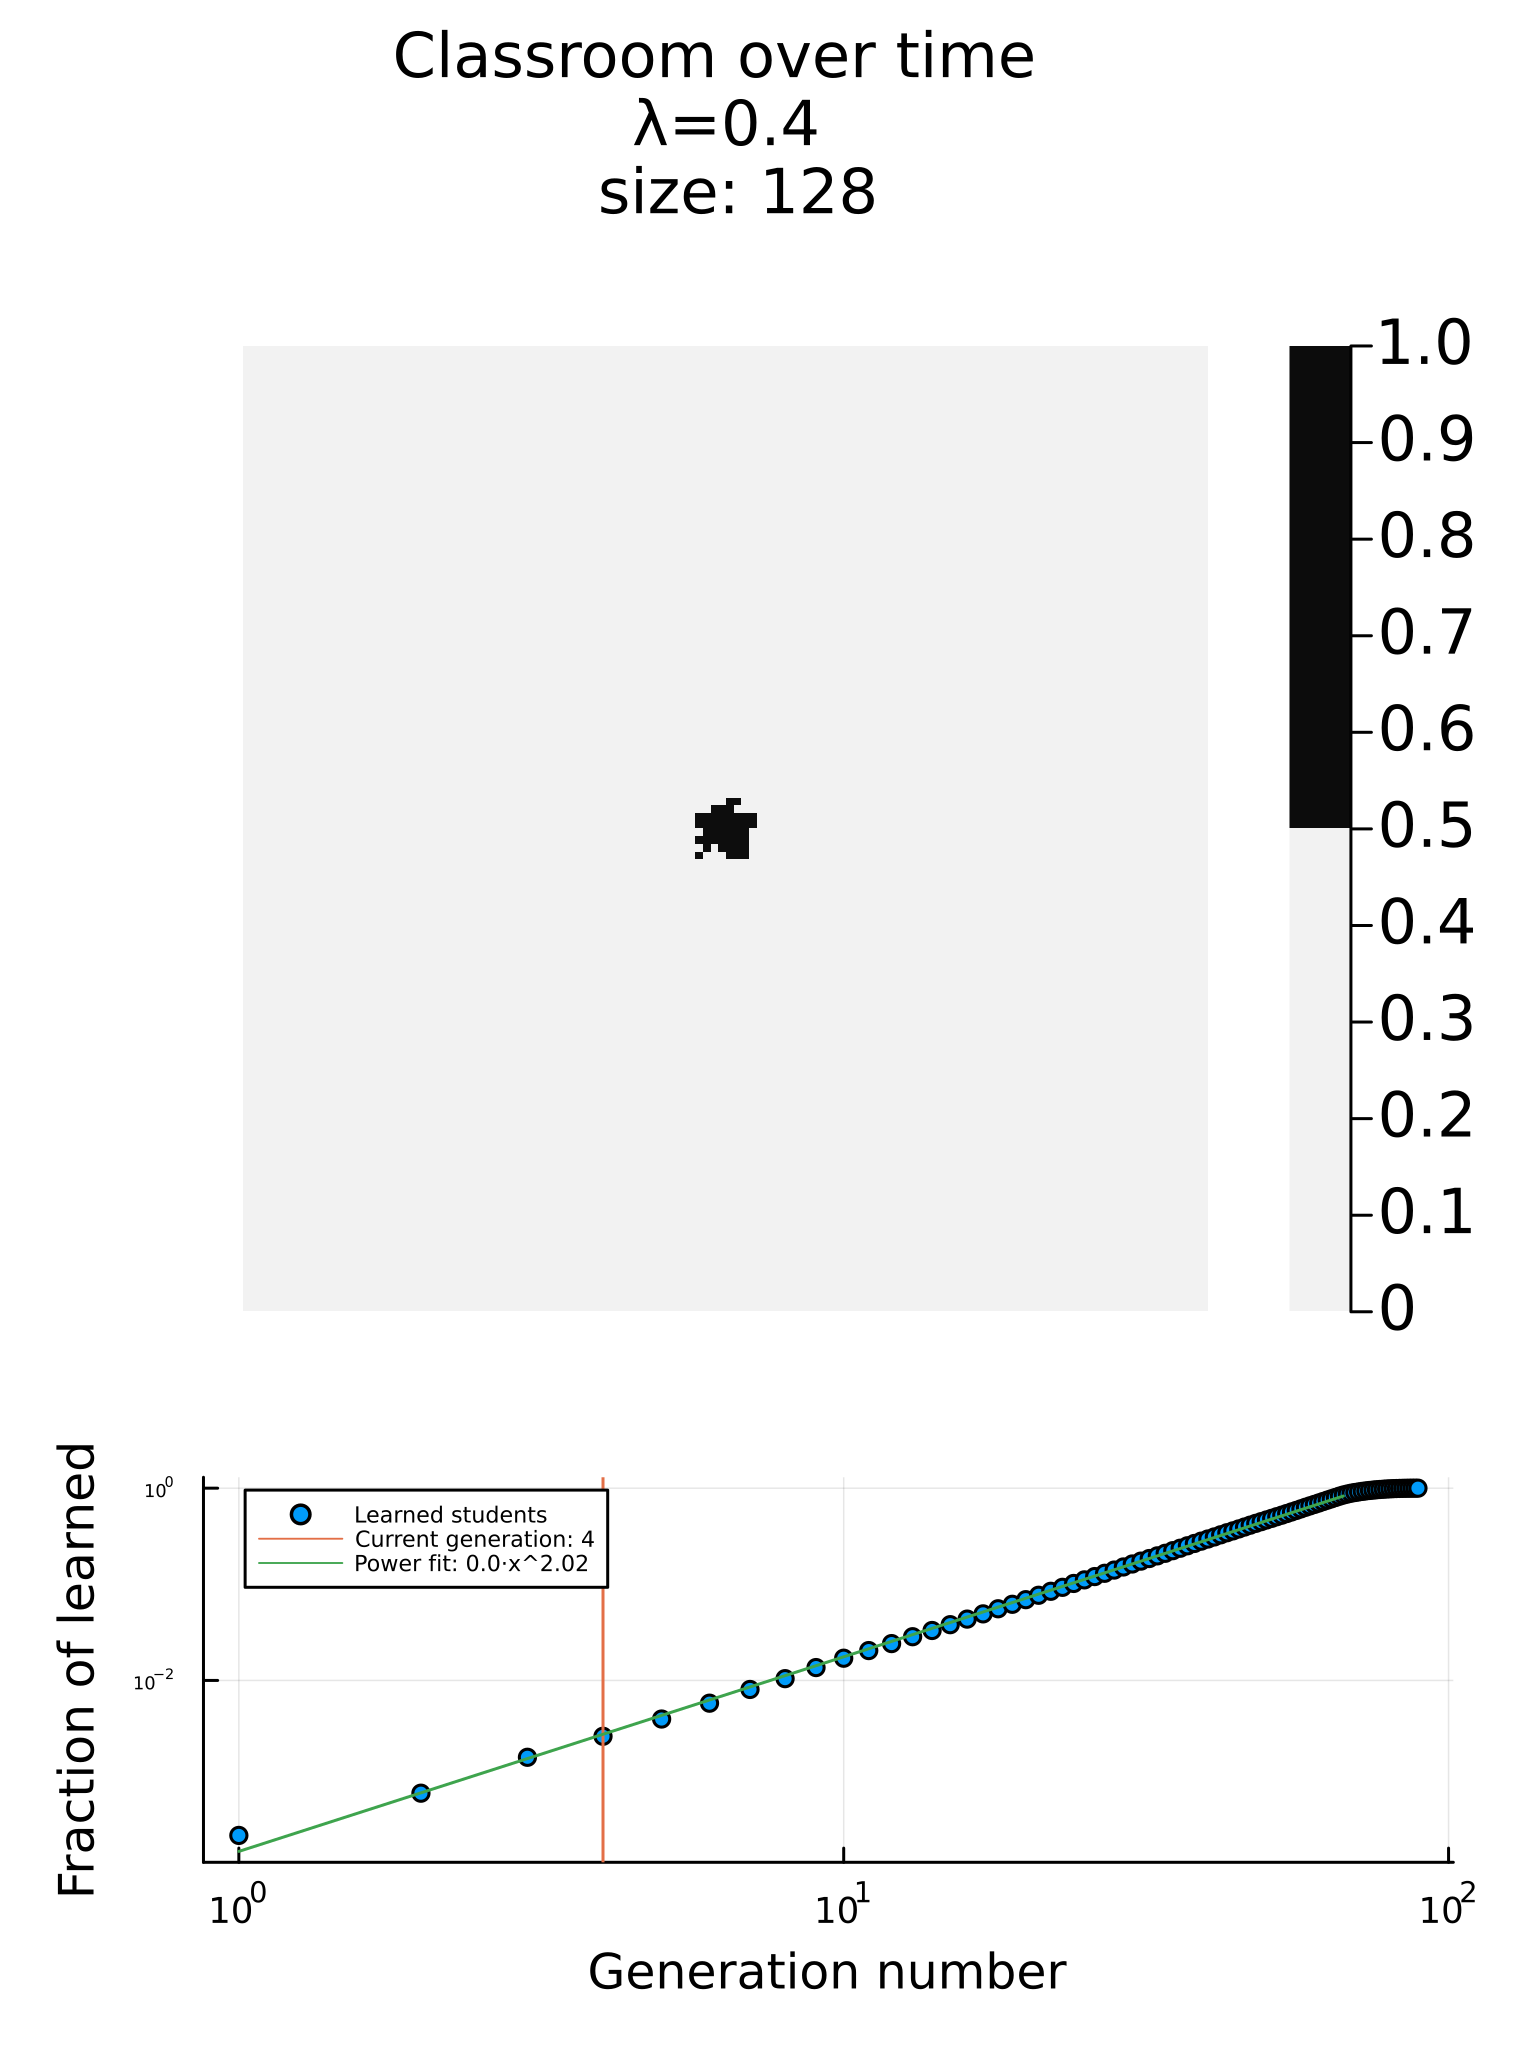 Classroom over time
λ=0.4
size: 128
1.0
0.9
0.8
0.7
0.6
0.5
0.4
0.3
0.2
0.1
0
Fraction of learned
10⁰
10⁻²
Learned students
Current generation: 4
Power fit: 0.0·x^2.02
10⁰
10¹
10²
Generation number